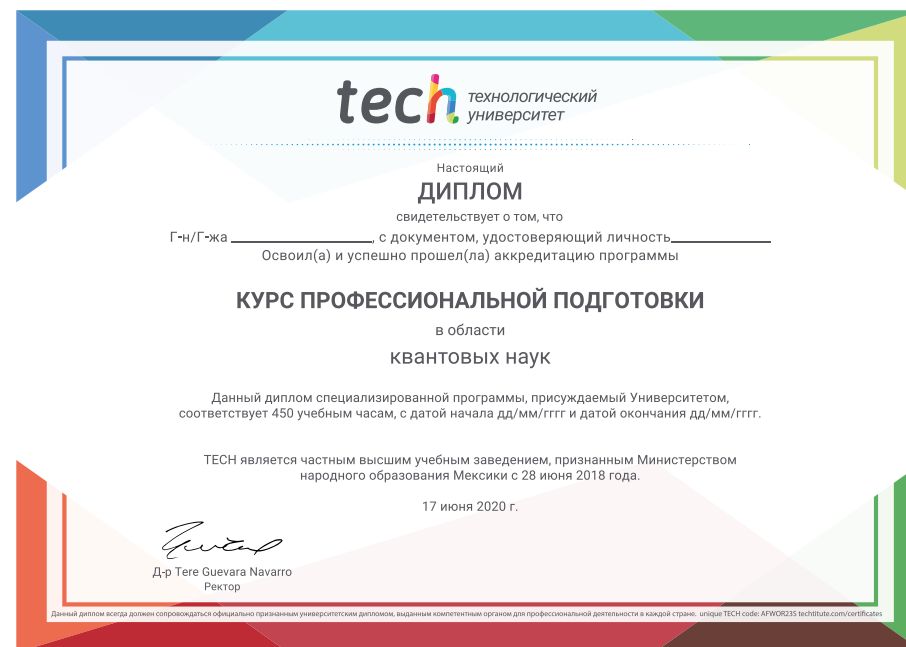 tech технологический
университет
Настоящий
ДИПЛОМ
свидетельствует о том, что
Г-н/Г-жа ____________________, с документом, удостоверяющий личность______________
Освоил(а) и успешно прошел(ла) аккредитацию программы
КУРС ПРОФЕССИОНАЛЬНОЙ ПОДГОТОВКИ
в области
квантовых наук
Данный диплом специализированной программы, присуждаемый Университетом,
соответствует 450 учебным часам, с датой начала дд/мм/гггг и датой окончания дд/мм/гггг.
TECH является частным высшим учебным заведением, признанным Министерством
народного образования Мексики с 28 июня 2018 года.
17 июня 2020 г.
Д-р Tere Guevara Navarro
Ректор
Данный диплом всегда должен сопровождаться официально признанным университетским дипломом, выданным компетентным органом для профессиональной деятельности в каждой стране. unique TECH code: AFWOR235 techtitute.com/certificates